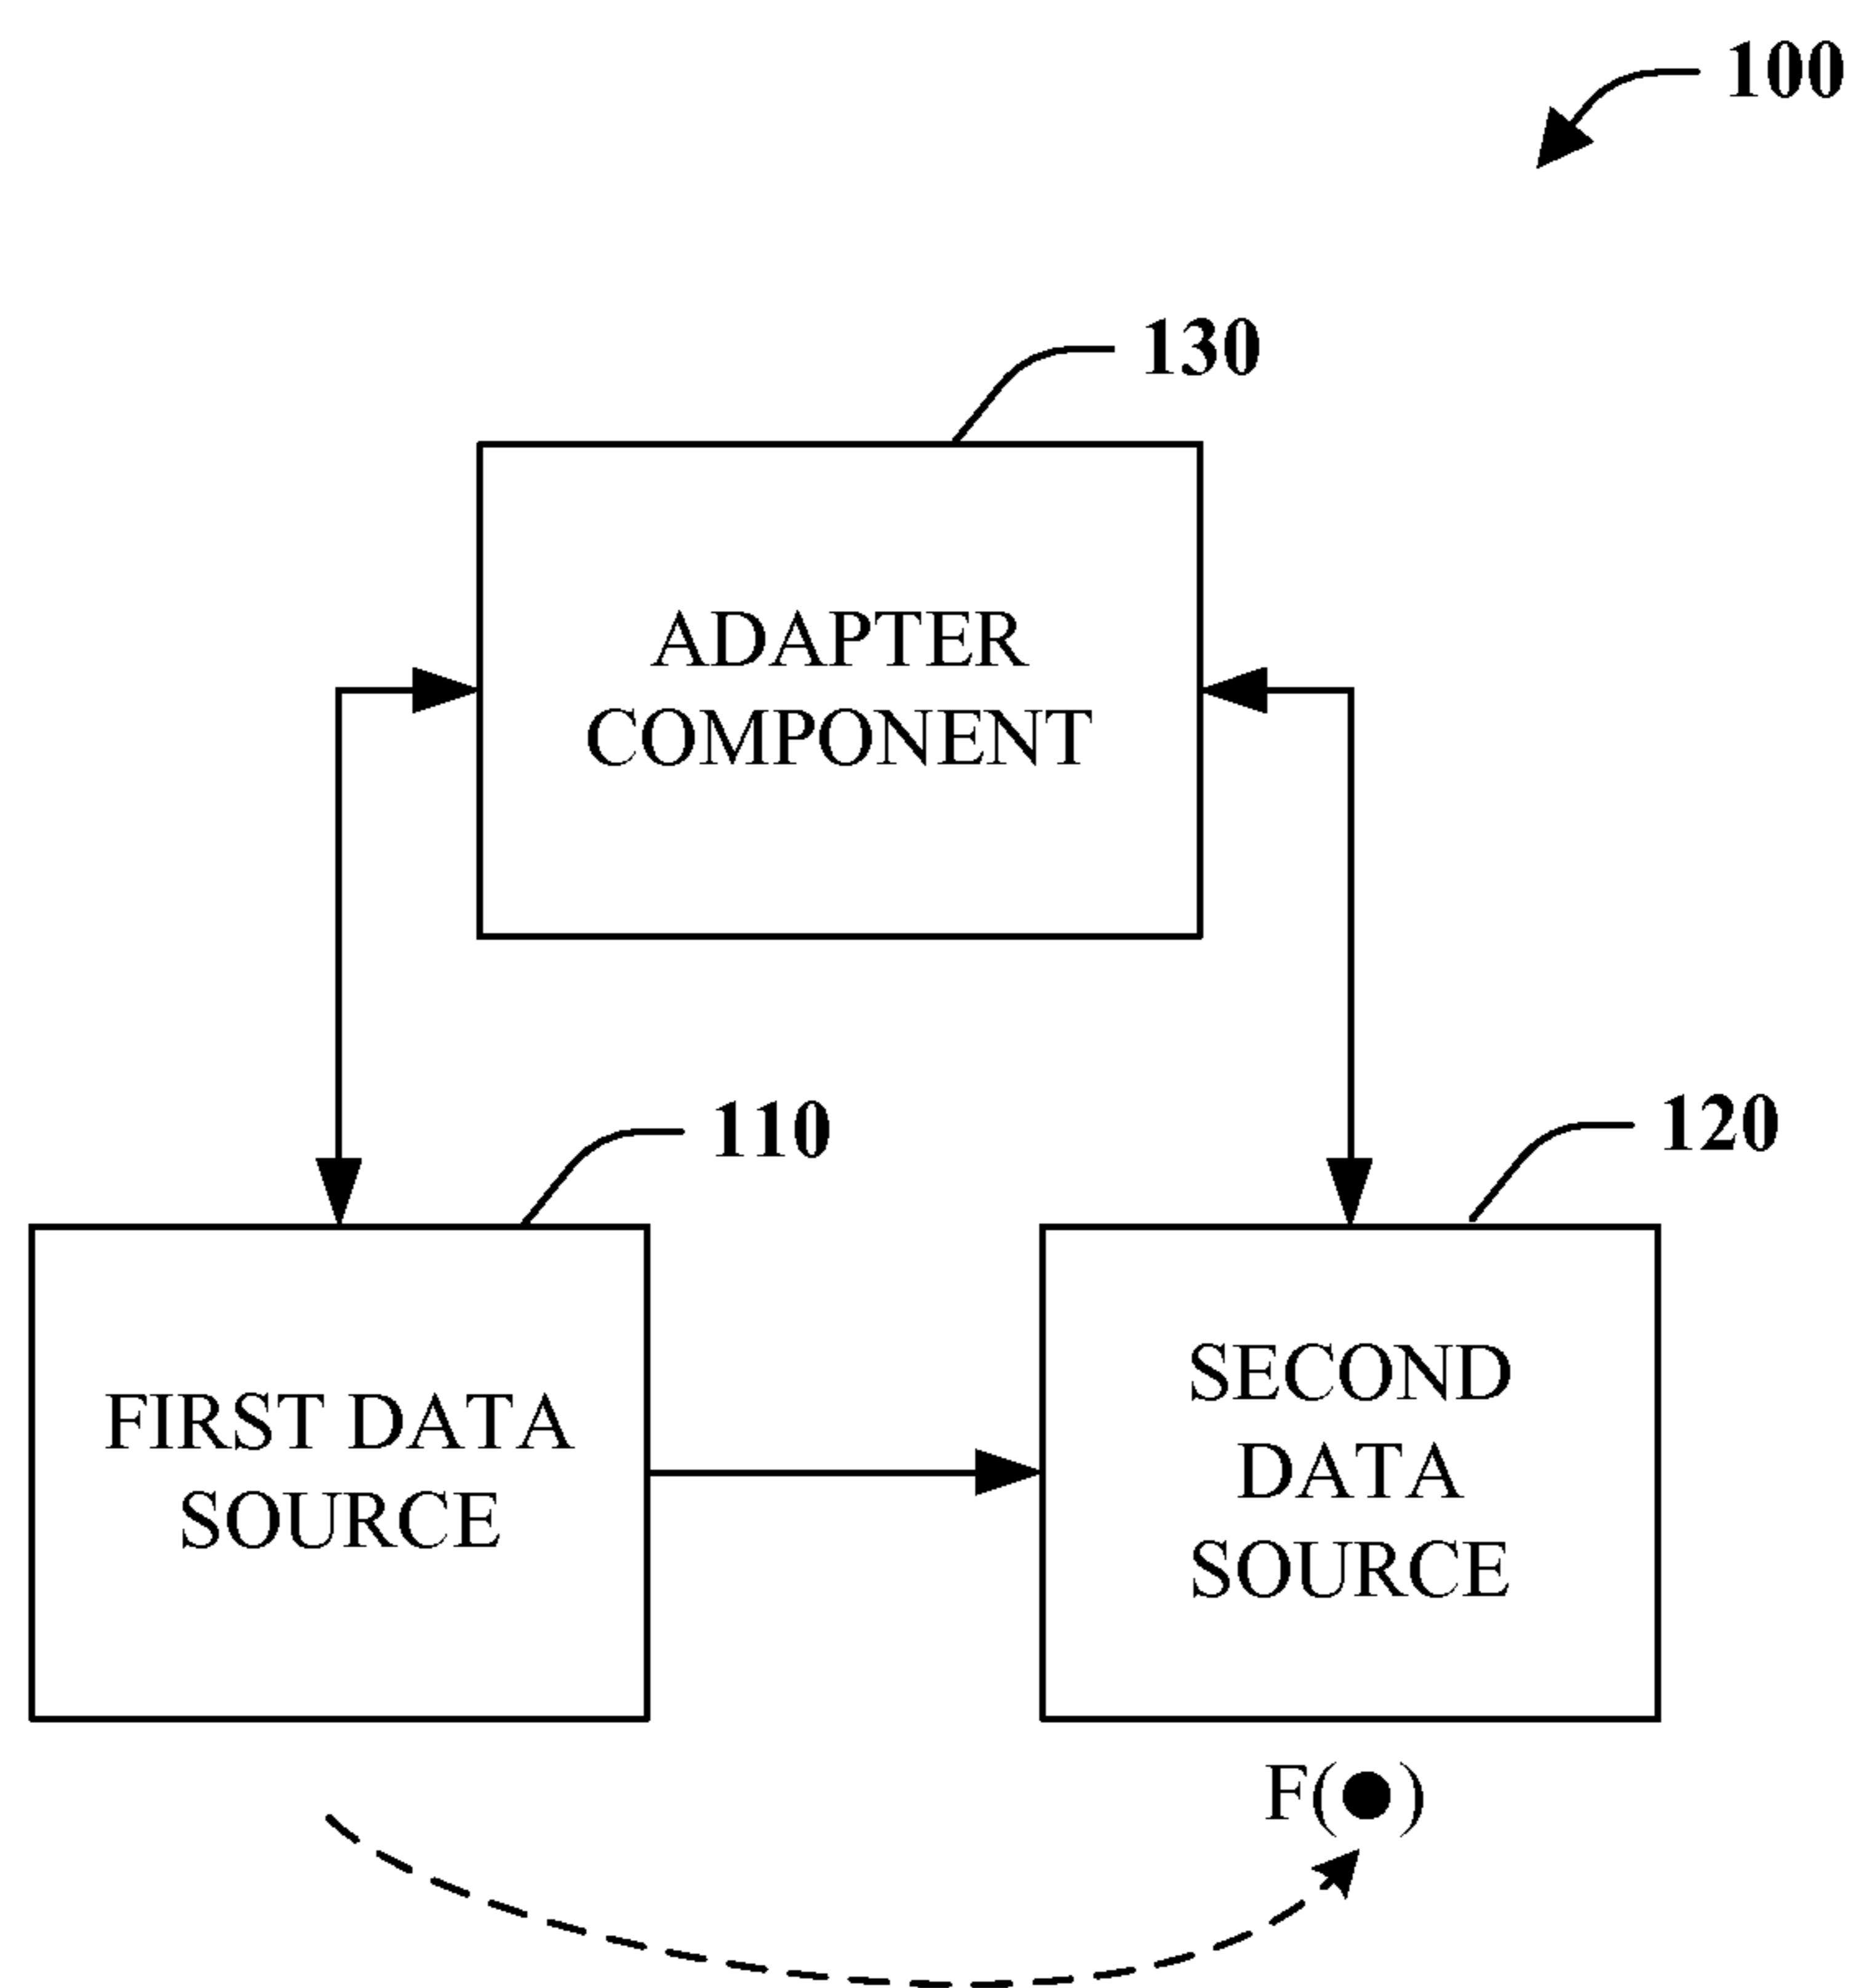 100
130
ADAPTER
COMPONENT
110
120
FIRST DATA
SOURCE
SECOND
DATA
SOURCE
F(●)